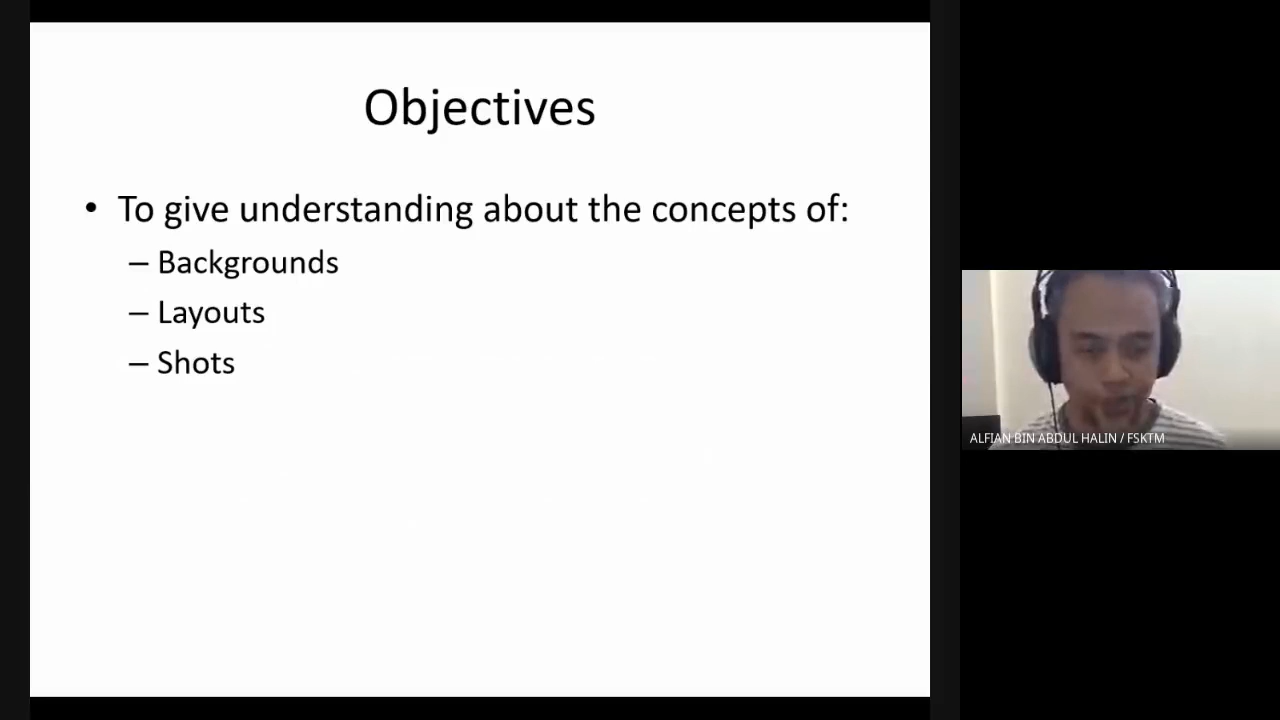 Objectives
• To give understanding about the concepts of:
– Backgrounds
– Layouts
– Shots
ALFIAN BIN ABDUL HALIN / FSKTM